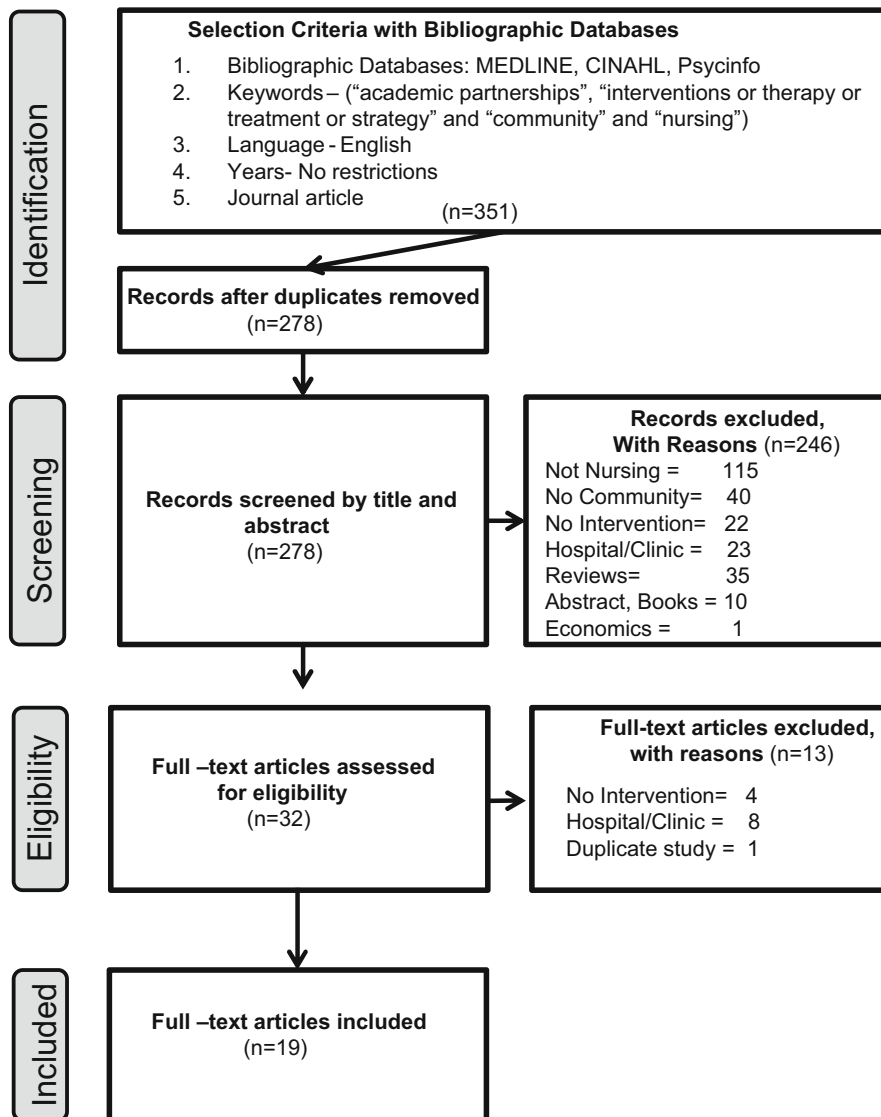 Identification
Selection Criteria with Bibliographic Databases
1. Bibliographic Databases: MEDLINE, CINAHL, Psycinfo
2. Keywords – (“academic partnerships”, “interventions or therapy or
treatment or strategy” and “community” and “nursing”)
3. Language - English
4. Years- No restrictions
5. Journal article
(n=351)
Records after duplicates removed
(n=278)
Screening
Records screened by title and
abstract
(n=278)
Records excluded,
With Reasons (n=246)
Not Nursing = 115
No Community= 40
No Intervention= 22
Hospital/Clinic = 23
Reviews= 35
Abstract, Books = 10
Economics = 1
Eligibility
Full –text articles assessed
for eligibility
(n=32)
Full-text articles excluded,
with reasons (n=13)
No Intervention= 4
Hospital/Clinic = 8
Duplicate study = 1
Included
Full –text articles included
(n=19)